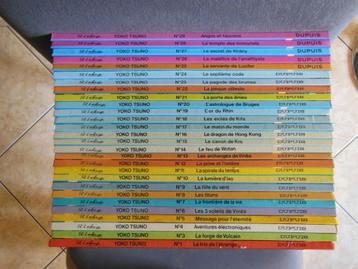 YOKO TSUNO N°29 Anges et faucons DUPUIS
YOKO TSUNO N°28 Le temple des immortels DUPUIS
YOKO TSUNO N°27 Le secret de Khâny DUPUIS
YOKO TSUNO N°26 Le maléfice de l'améthyste DUPUIS
YOKO TSUNO N°25 La servante de Lucifer DUPUIS
YOKO TSUNO N°24 Le septième code DUPUIS
YOKO TSUNO N°23 La pagode des brumes DUPUIS
YOKO TSUNO N°22 La jonque céleste DUPUIS
YOKO TSUNO N°21 La porte des âmes DUPUIS
YOKO TSUNO N°20 L'astrologue de Bruges DUPUIS
YOKO TSUNO N°19 L'or du Rhin DUPUIS
YOKO TSUNO N°18 Les exilés de Kifa DUPUIS
YOKO TSUNO N°17 Le matin du monde DUPUIS
YOKO TSUNO N°16 Le dragon de Hong Kong DUPUIS
YOKO TSUNO N°15 Le canon de Kra DUPUIS
YOKO TSUNO N°14 Le feu de Wotan DUPUIS
YOKO TSUNO N°13 Les archanges de Vinéa DUPUIS
YOKO TSUNO N°12 La proie et l'ombre DUPUIS
YOKO TSUNO N°11 La spirale du temps DUPUIS
YOKO TSUNO N°10 La lumière d'Ixo DUPUIS
YOKO TSUNO N°9 La fille du vent DUPUIS
YOKO TSUNO N°8 Les titans DUPUIS
YOKO TSUNO N°7 La frontière de la vie DUPUIS
YOKO TSUNO N°6 Les 3 soleils de Vinéa DUPUIS
YOKO TSUNO N°5 Message pour l'éternité DUPUIS
YOKO TSUNO N°4 Aventures électroniques DUPUIS
YOKO TSUNO N°3 La forge de Vulcain DUPUIS
YOKO TSUNO N°1 Le trio de l'étrange DUPUIS